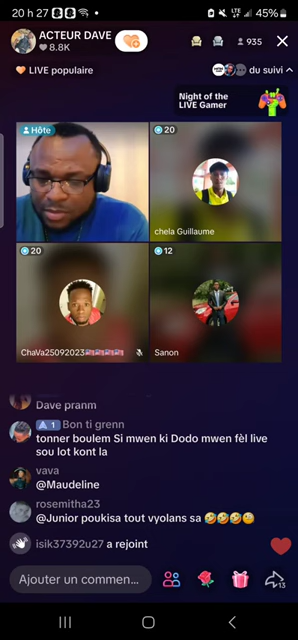 20 h 27
LTE
45%
ACTEUR DAVE
8.8K
935
LIVE populaire
du suivi
Night of the
LIVE Gamer
Hôte
20
chela Guillaume
20
12
ChaVa25092023
Sanon
Dave pranm
1 Bon ti grenn
tonner boulem Si mwen ki Dodo mwen fèl live
sou lot kont la
vava
@Maudeline
rosemitha23
@Junior poukisa tout vyolans sa 🤣🤣🤣🤣
isik37392u27 a rejoint
Ajouter un commen...
13